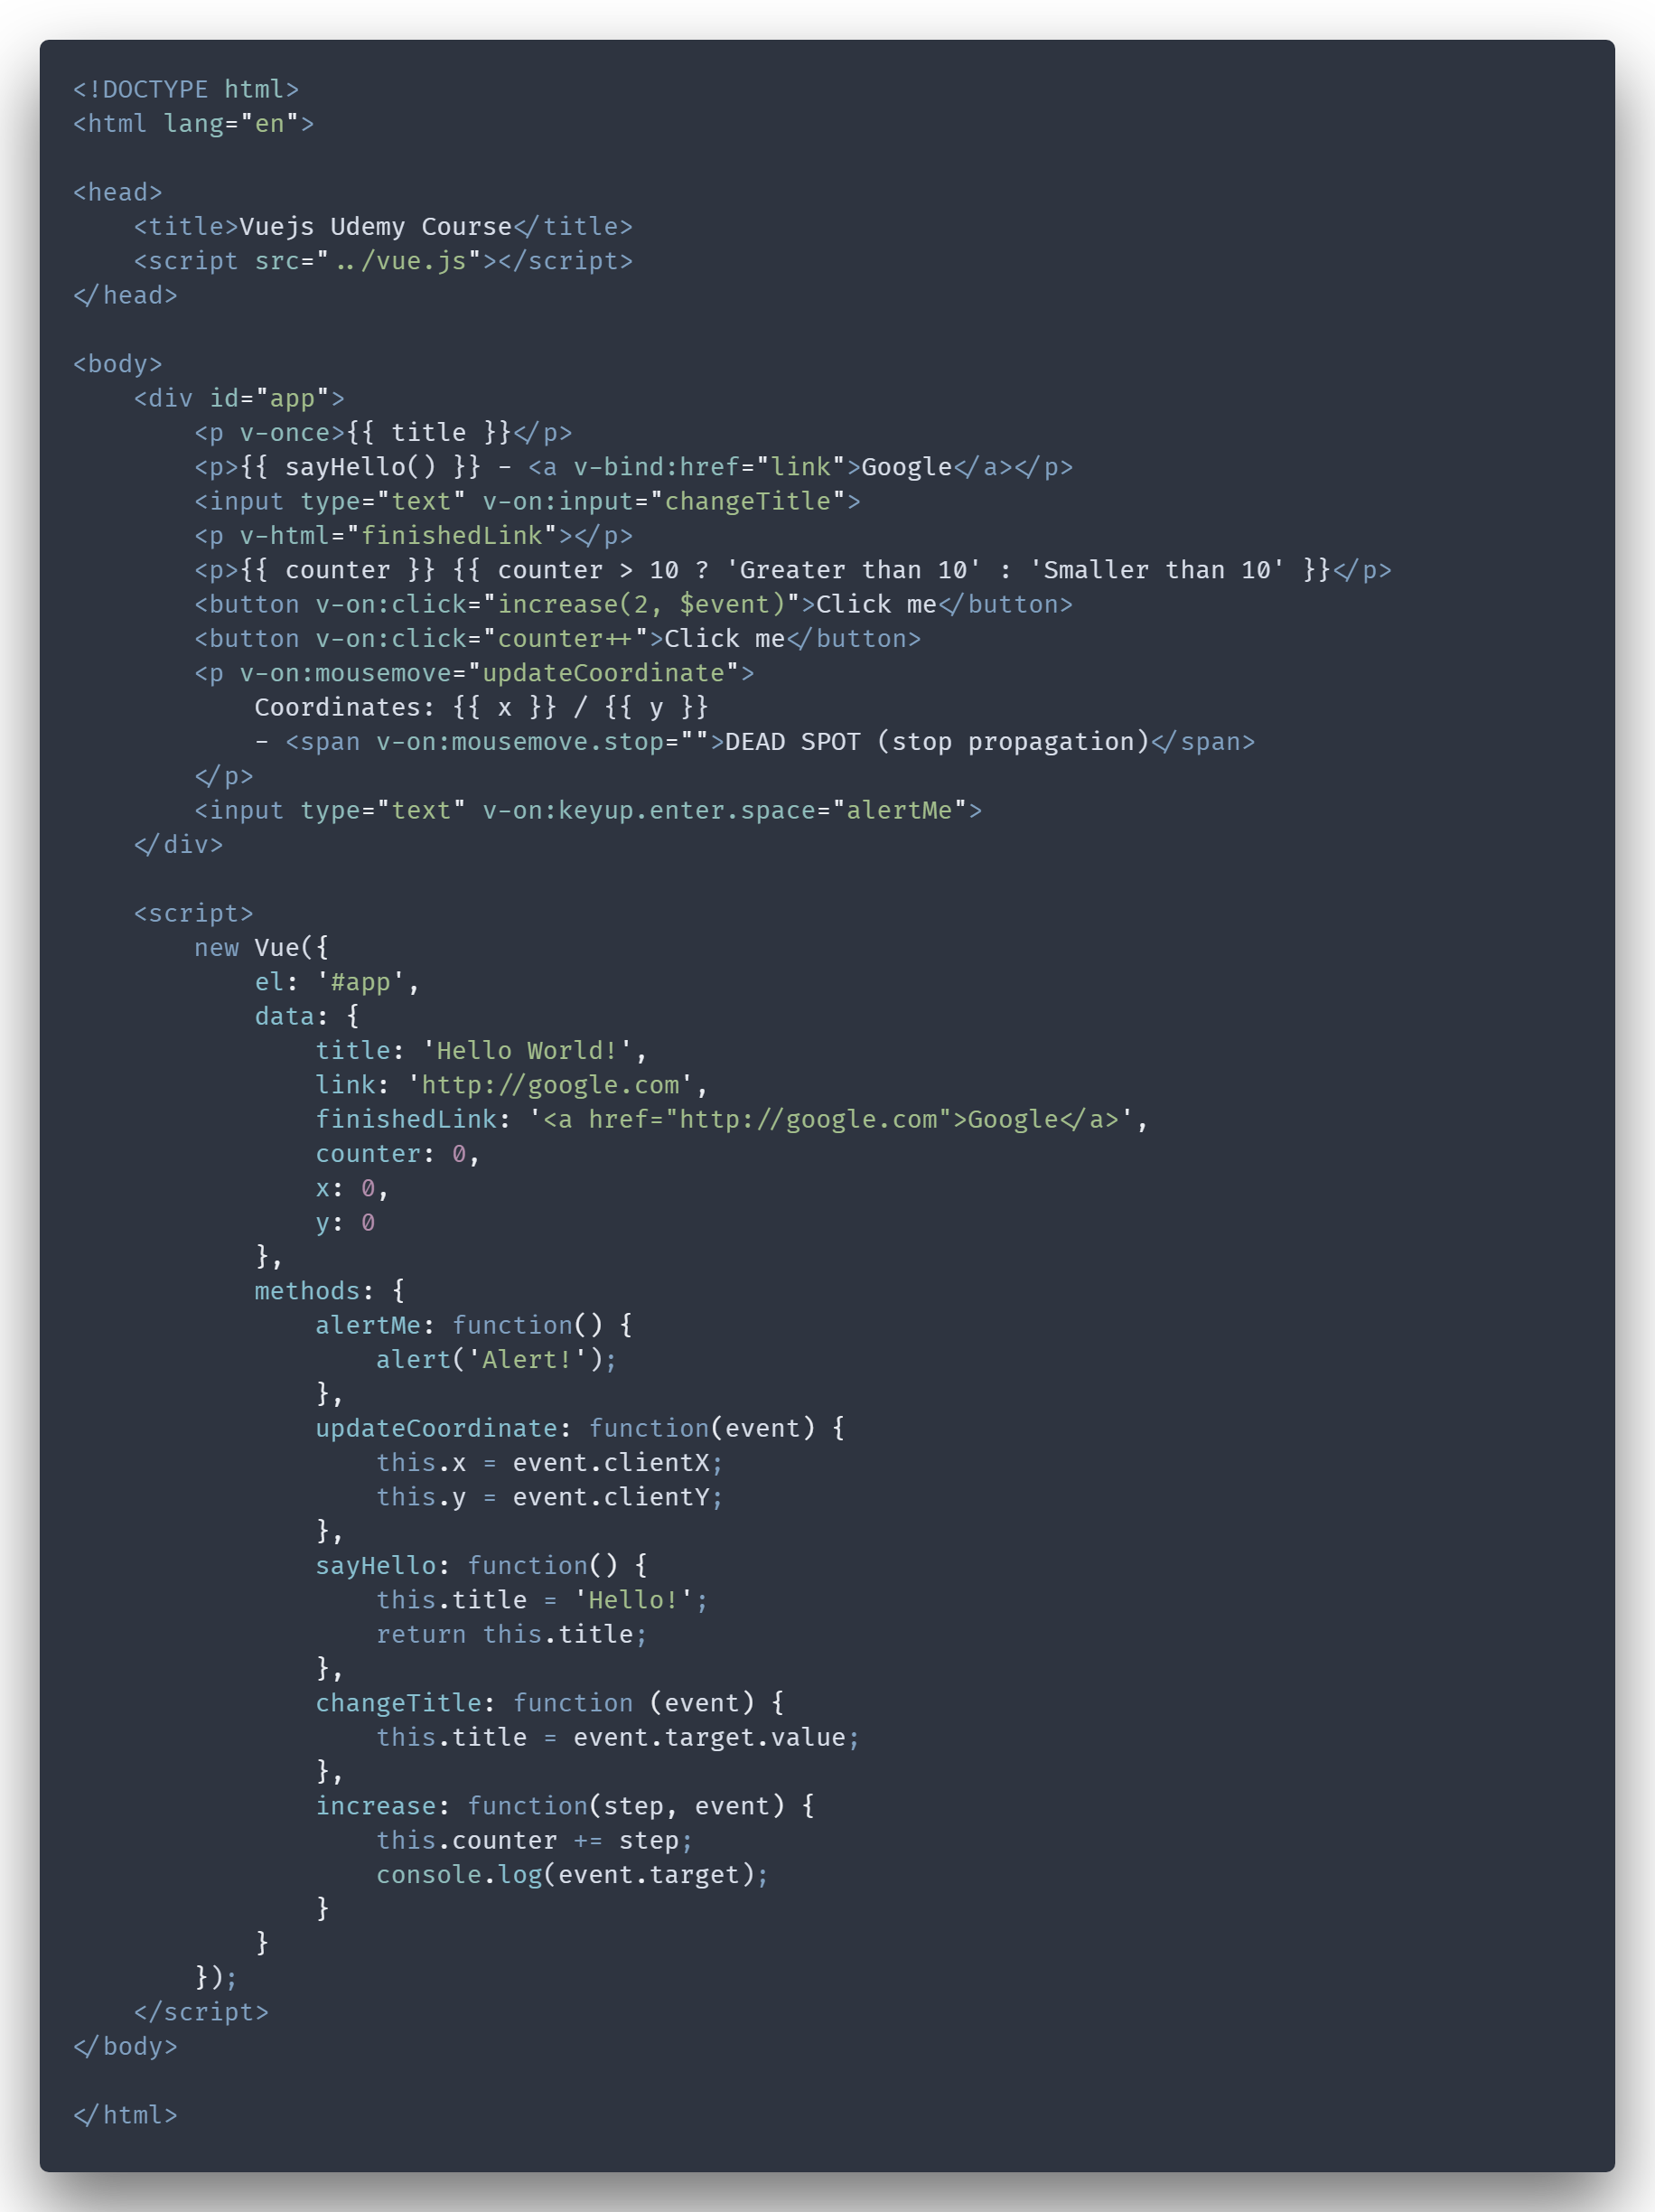 <!DOCTYPE html>
<html lang="en">

<head>
    <title>Vuejs Udemy Course</title>
    <script src="../vue.js"></script>
</head>

<body>
    <div id="app">
        <p v-once>{{ title }}</p>
        <p>{{ sayHello() }} - <a v-bind:href="link">Google</a></p>
        <input type="text" v-on:input="changeTitle">
        <p v-html="finishedLink"></p>
        <p>{{ counter }} {{ counter > 10 ? 'Greater than 10' : 'Smaller than 10' }}</p>
        <button v-on:click="increase(2, $event)">Click me</button>
        <button v-on:click="counter++">Click me</button>
        <p v-on:mousemove="updateCoordinate">
            Coordinates: {{ x }} / {{ y }}
            - <span v-on:mousemove.stop="">DEAD SPOT (stop propagation)</span>
        </p>
        <input type="text" v-on:keyup.enter.space="alertMe">
    </div>

    <script>
        new Vue({
            el: '#app',
            data: {
                title: 'Hello World!',
                link: 'http://google.com',
                finishedLink: '<a href="http://google.com">Google</a>',
                counter: 0,
                x: 0,
                y: 0
            },
            methods: {
                alertMe: function() {
                    alert('Alert!');
                },
                updateCoordinate: function(event) {
                    this.x = event.clientX;
                    this.y = event.clientY;
                },
                sayHello: function() {
                    this.title = 'Hello!';
                    return this.title;
                },
                changeTitle: function (event) {
                    this.title = event.target.value;
                },
                increase: function(step, event) {
                    this.counter += step;
                    console.log(event.target);
                }
            }
        });
    </script>
</body>

</html>